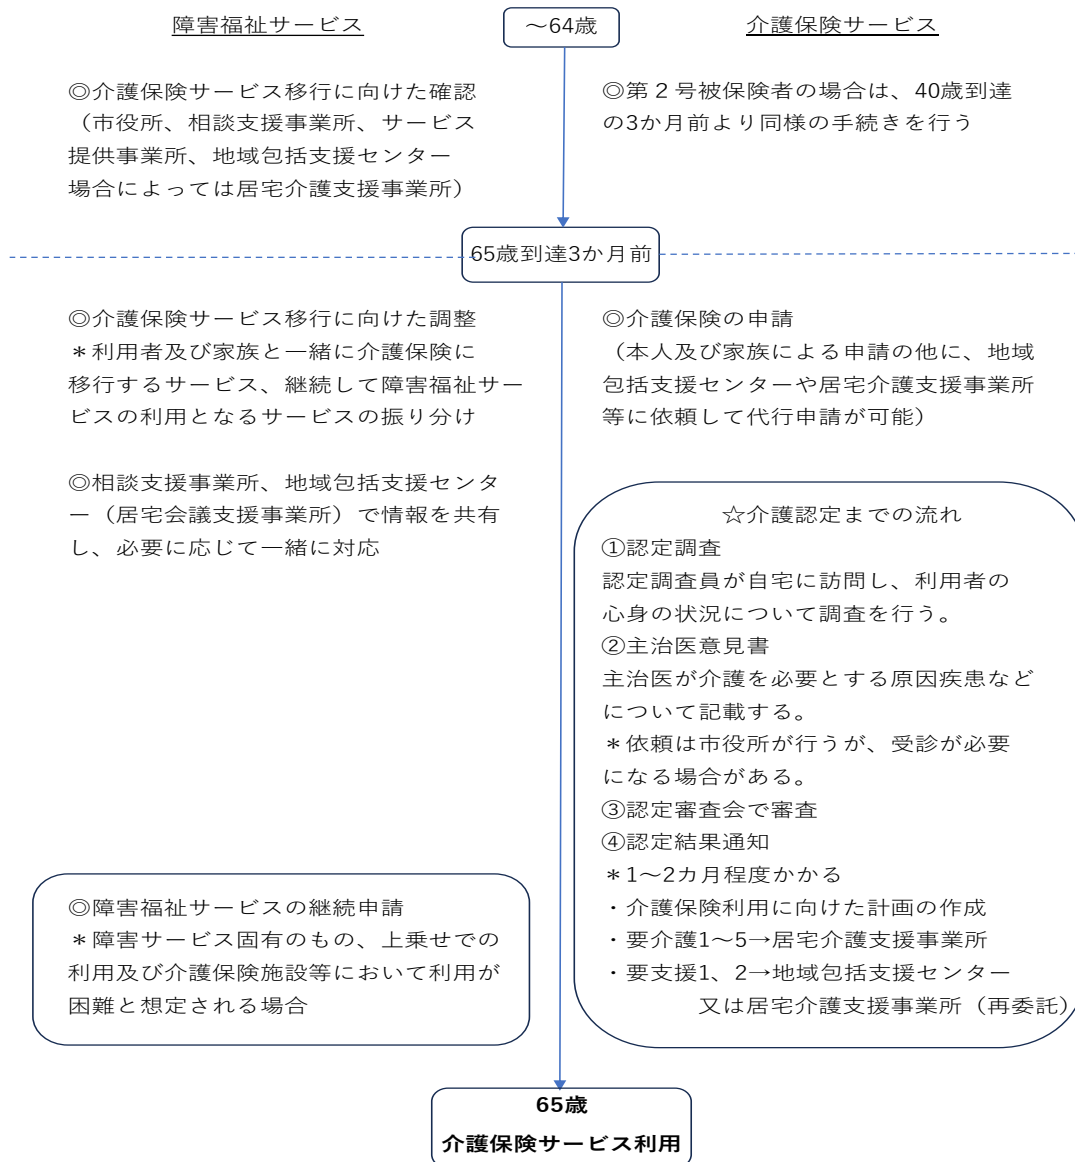 障害福祉サービス
～64歳
介護保険サービス
◎介護保険サービス移行に向けた確認
（市役所、相談支援事業所、サービス
提供事業所、地域包括支援センター
場合によっては居宅介護支援事業所）
◎第２号被保険者の場合は、40歳到達
の3か月前より同様の手続きを行う
65歳到達3か月前
◎介護保険サービス移行に向けた調整
＊利用者及び家族と一緒に介護保険に
移行するサービス、継続して障害福祉サー
ビスの利用となるサービスの振り分け
◎相談支援事業所、地域包括支援センタ
ー（居宅会議支援事業所）で情報を共有
し、必要に応じて一緒に対応
◎介護保険の申請
（本人及び家族による申請の他に、地域
包括支援センターや居宅介護支援事業所
等に依頼して代行申請が可能）
☆介護認定までの流れ
①認定調査
認定調査員が自宅に訪問し、利用者の
心身の状況について調査を行う。
②主治医意見書
主治医が介護を必要とする原因疾患など
について記載する。
＊依頼は市役所が行うが、受診が必要
になる場合がある。
③認定審査会で審査
④認定結果通知
＊1～2カ月程度かかる
・介護保険利用に向けた計画の作成
・要介護1～5→居宅介護支援事業所
・要支援1、2→地域包括支援センター
又は居宅介護支援事業所（再委託）
◎障害福祉サービスの継続申請
＊障害サービス固有のもの、上乗せでの
利用及び介護保険施設等において利用が
困難と想定される場合
65歳
介護保険サービス利用